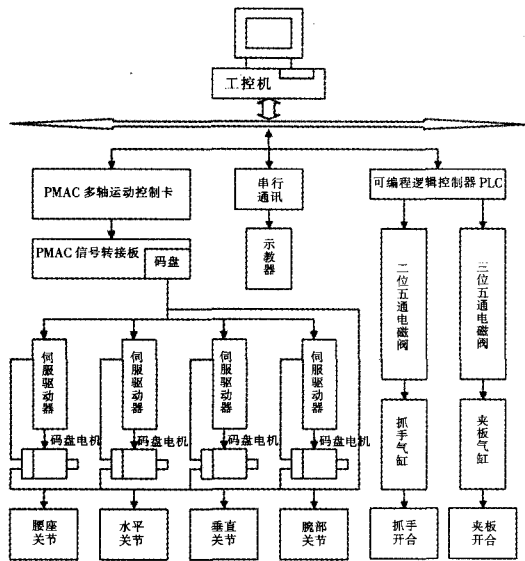 工控机
PMAC 多轴运动控制卡
串行
通讯
可编程逻辑控制器 PLC
PMAC 信号转接板
码盘
示教器
二位五通电磁阀
三位五通电磁阀
伺服驱动器
伺服驱动器
伺服驱动器
伺服驱动器
码盘电机
码盘电机
码盘电机
码盘电机
抓手气缸
夹板气缸
腰座
关节
水平
关节
垂直
关节
腕部
关节
抓手
开合
夹板
开合